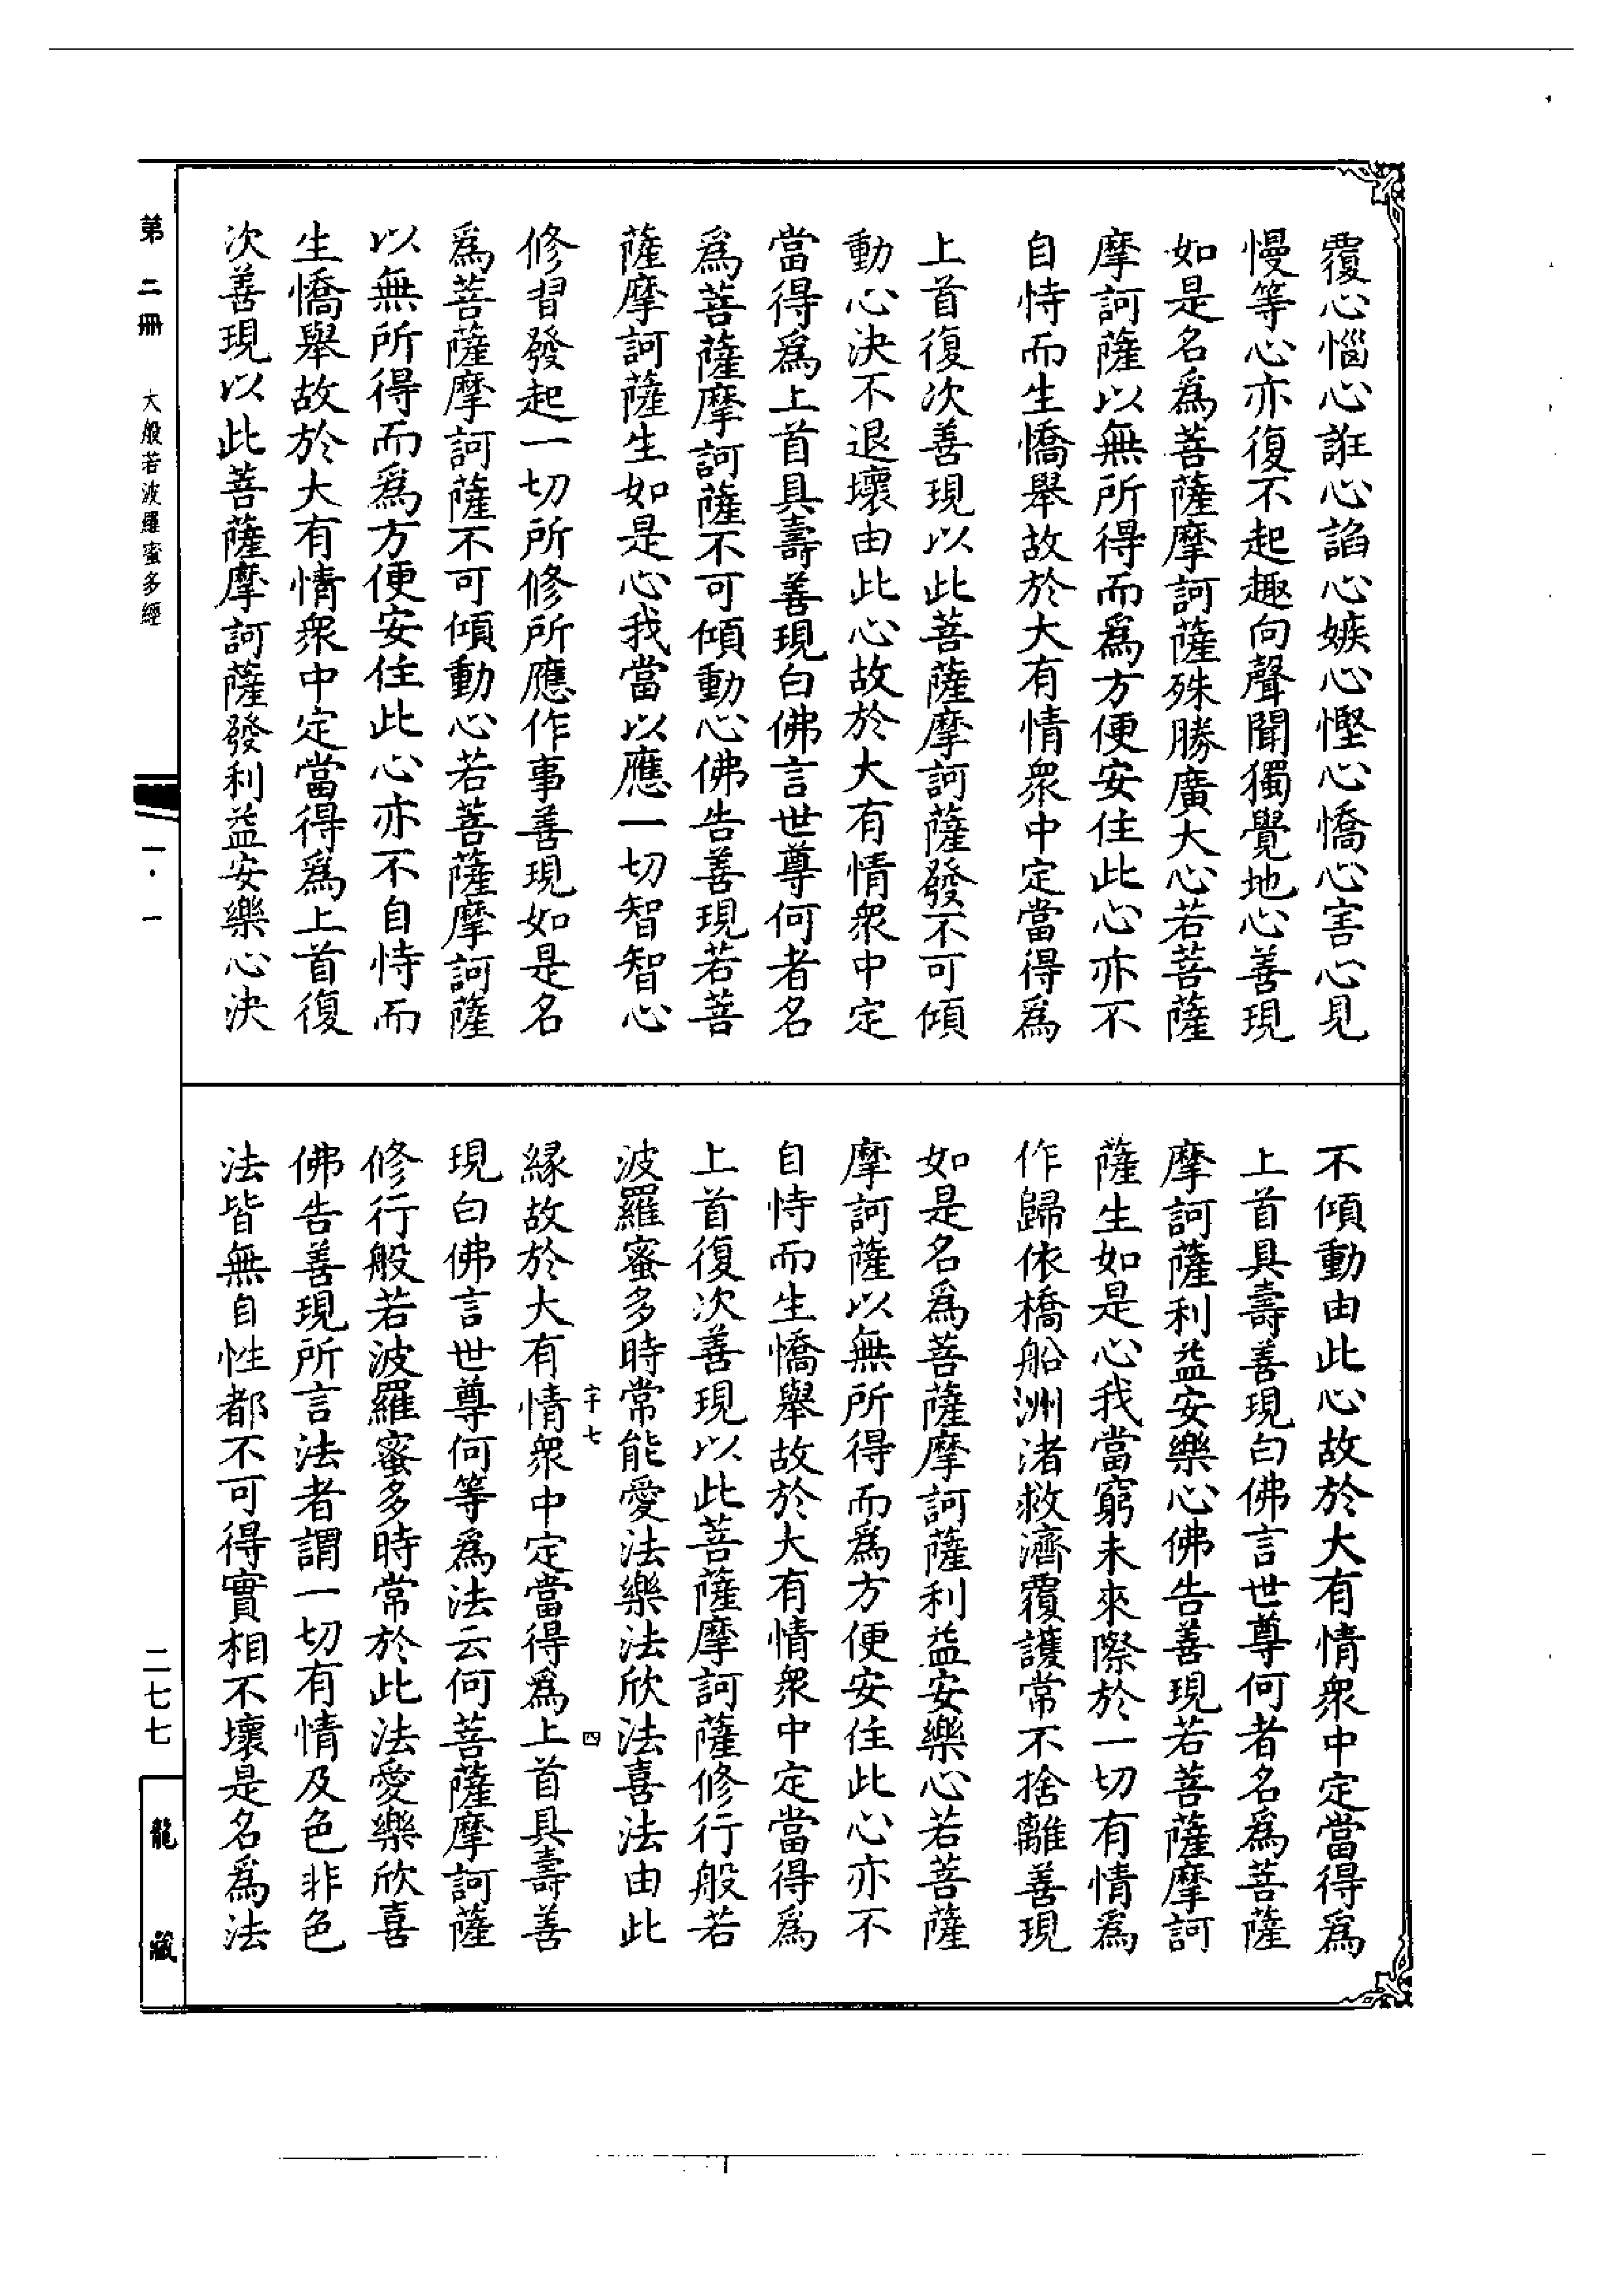 覆心惱心誑心諂心嫉心慳心憍心害心見
慢等心亦復不起趣向聲聞獨覺地心善現
如是名爲菩薩摩訶薩殊勝廣大心若菩薩
摩訶薩以無所得而爲方便安住此心亦不
自恃而生憍舉故於大有情衆中定當得爲
上首復次善現以此菩薩摩訶薩發不可傾
動心決不退壞由此心故於大有情衆中定
當得爲上首具壽善現白佛言世尊何者名
爲菩薩摩訶薩不可傾動心佛告善現若菩
薩摩訶薩生如是心我當以應一切智智心
修習發起一切所修所應作事善現如是名
爲菩薩摩訶薩不可傾動心若菩薩摩訶薩
以無所得而爲方便安住此心亦不自恃而
生憍舉故於大有情衆中定當得爲上首復
次善現以此菩薩摩訶薩發利益安樂心決
不傾動由此心故於大有情衆中定當得爲
上首具壽善現白佛言世尊何者名爲菩薩
摩訶薩利益安樂心佛告善現若菩薩摩訶
薩生如是心我當窮未來際於一切有情爲
作歸依橋船洲渚救濟覆護常不捨離善現
如是名爲菩薩摩訶薩利益安樂心若菩薩
摩訶薩以無所得而爲方便安住此心亦不
自恃而生憍舉故於大有情衆中定當得爲
上首復次善現以此菩薩摩訶薩修行般若
波羅蜜多時常能愛法樂法欣法喜法由此
字七 四
緣故於大有情衆中定當得爲上首具壽善
現白佛言世尊何等爲法云何菩薩摩訶薩
修行般若波羅蜜多時常於此法愛樂欣喜
佛告善現所言法者謂一切有情及色非色
法皆無自性都不可得實相不壞是名爲法
第二冊 大般若波羅蜜多經 一·一 二七七 龍藏